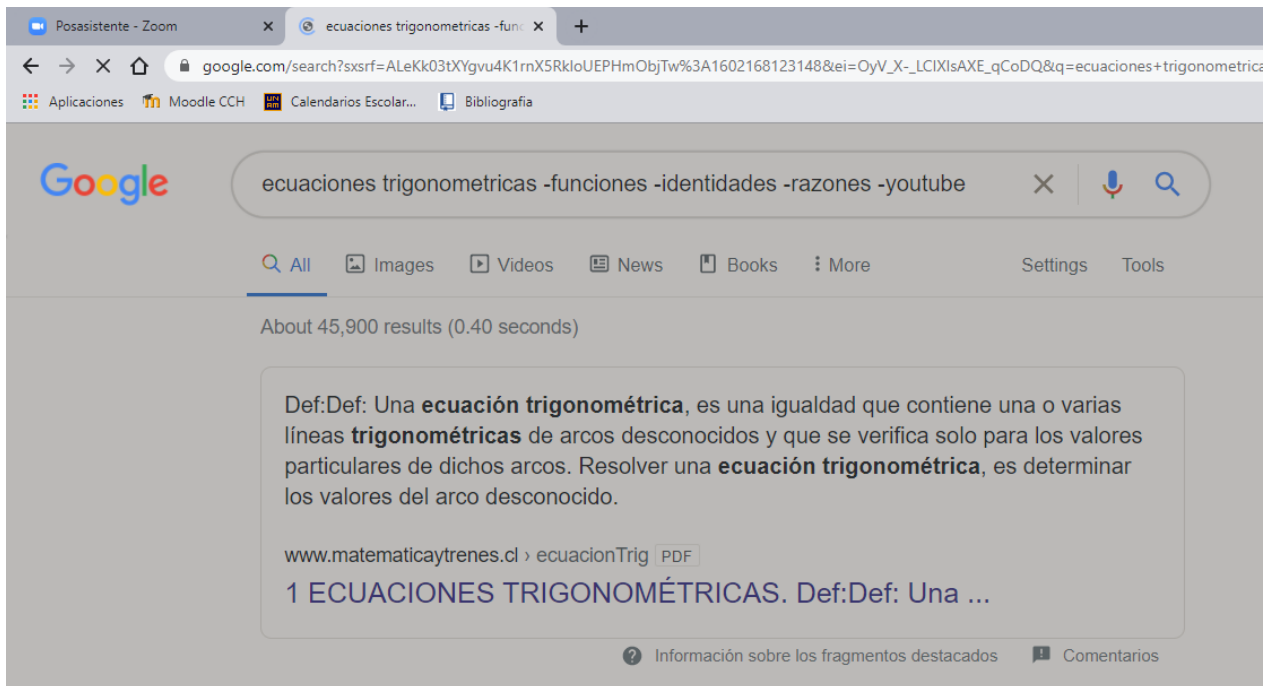 Posasistente - Zoom
ecuaciones trigonometricas -func
google.com/search?sxsrf=ALeKk03tXYgvu4K1rnX5RkIoUEPHmObjTw%3A1602168123148&ei=OyV_X-_LCIXIsAXE_qCoDQ&q=ecuaciones+trigonometrica
Aplicaciones Moodle CCH Calendarios Escolar... Bibliografia
Google ecuaciones trigonometricas -funciones -identidades -razones -youtube
All Images Videos News Books More Settings Tools
About 45,900 results (0.40 seconds)
Def:Def: Una ecuación trigonométrica, es una igualdad que contiene una o varias
líneas trigonométricas de arcos desconocidos y que se verifica solo para los valores
particulares de dichos arcos. Resolver una ecuación trigonométrica, es determinar
los valores del arco desconocido.
www.matematicaytrenes.cl › ecuacionTrig PDF
1 ECUACIONES TRIGONOMÉTRICAS. Def:Def: Una ...
Información sobre los fragmentos destacados Comentarios